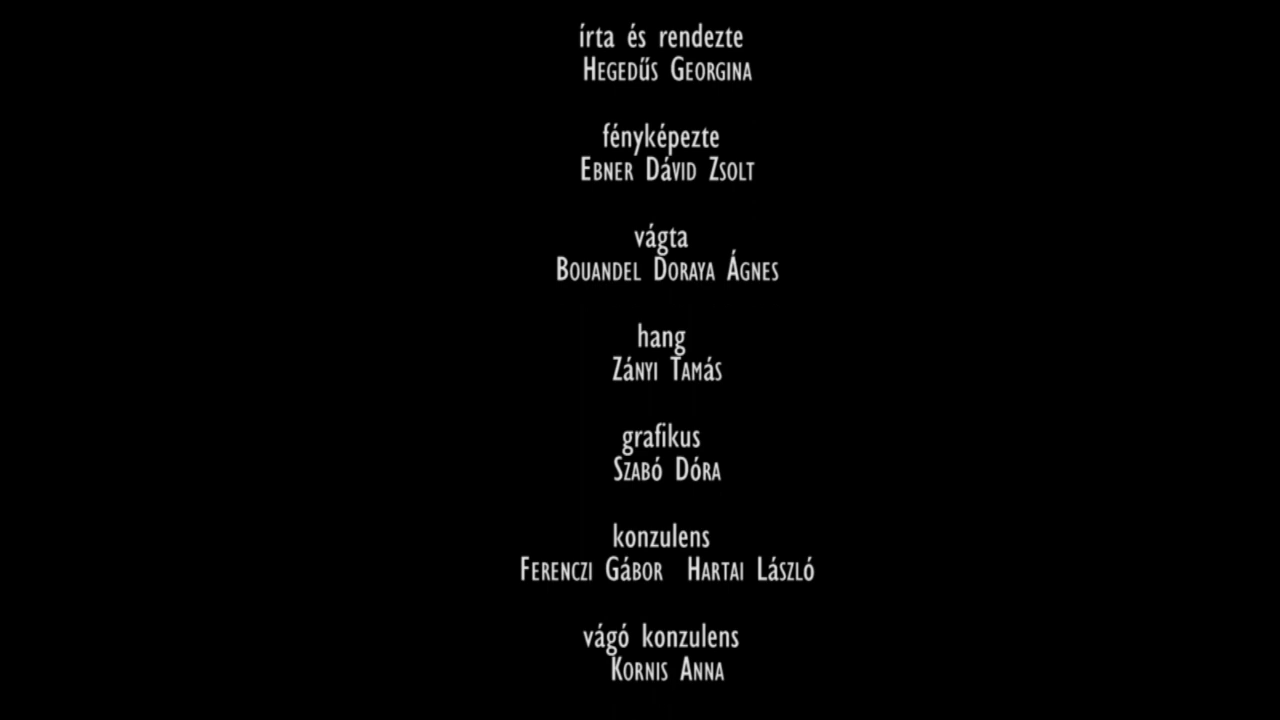 írta és rendezte
Hegedűs Georgina
fényképezte
Ebner Dávid Zsolt
vágta
Bouandel Doraya Ágnes
hang
Zányi Tamás
grafikus
Szabó Dóra
konzulens
Ferenczi Gábor Hartai László
vágó konzulens
Kornis Anna